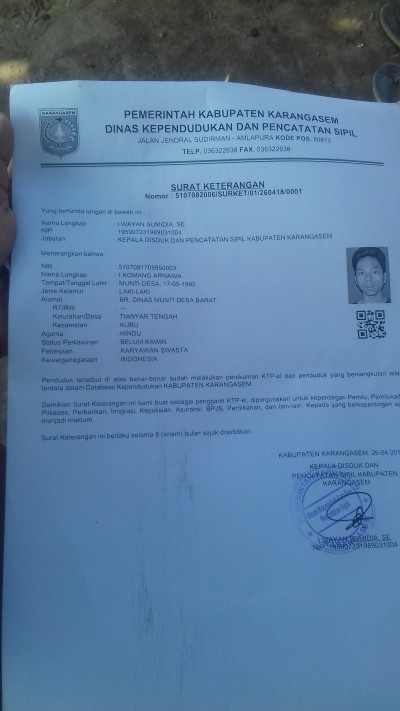 KARANGASEM
PEMERINTAH KABUPATEN KARANGASEM
DINAS KEPENDUDUKAN DAN PENCATATAN SIPIL
JALAN JENDRAL SUDIRMAN - AMLAPURA KODE POS. 80813
TELP. 036322638 FAX. 036322638
SURAT KETERANGAN
Nomor : 5107082006/SURKET/01/260418/0001
Yang bertanda tangan di bawah ini
Nama Lengkap : I WAYAN SUMIDIA, SE
NIP : 195907231985031004
Jabatan : KEPALA DISDUK DAN PENCATATAN SIPIL KABUPATEN KARANGASEM
Menerangkan bahwa
NIK : 5107081705950003
Nama Lengkap : I KOMANG ARNAWA
Tempat/Tanggal Lahir : MUNTI DESA, 17-05-1995
Jenis Kelamin : LAKI-LAKI
Alamat : BR. DINAS MUNTI DESA BARAT
RT/RW : --
Kelurahan/Desa : TIANYAR TENGAH
Kecamatan : KUBU
Agama : HINDU
Status Perkawinan : BELUM KAWIN
Pekerjaan : KARYAWAN SWASTA
Kewarganegaraan : INDONESIA
Penduduk tersebut di atas benar-benar sudah melakukan perekaman KTP-el dan penduduk yang bersangkutan tela
terdata dalam Database Kependudukan KABUPATEN KARANGASEM.
Demikian Surat Keterangan ini kami buat sebagai pengganti KTP-el, dipergunakan untuk kepentingan Pemilu, Pemilukad
Pilkades, Perbankan, Imigrasi, Kepolisian, Asuransi, BPJS, Pernikahan, dan lain-lain. Kepada yang berkepentingan ag
menjadi maklum.
Surat Keterangan ini berlaku selama 6 (enam) bulan sejak diterbitkan.
KABUPATEN KARANGASEM, 26-04-201
KEPALA DISDUK DAN
PENCATATAN SIPIL KABUPATEN
KARANGASEM
I WAYAN SUMIDIA, SE
NIP. 195907231985031004